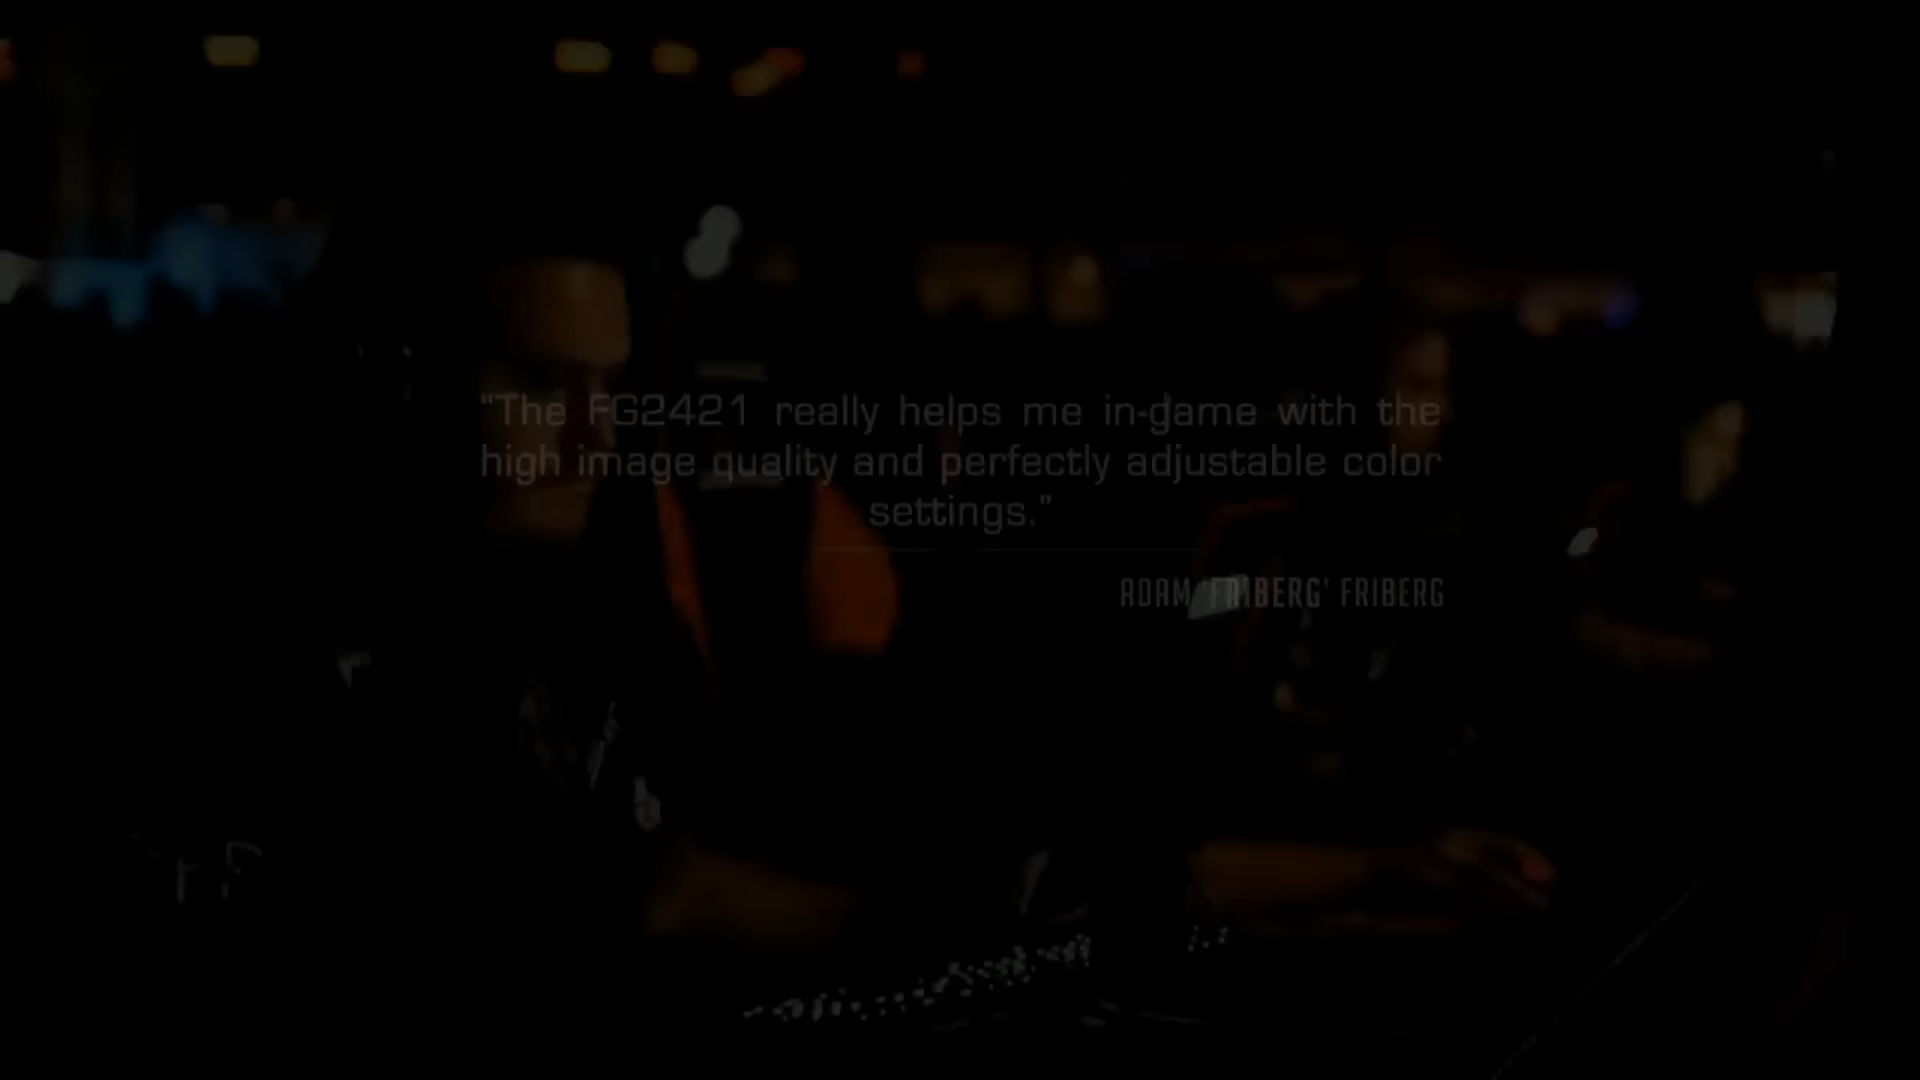 “The FG2421 really helps me in-game with the
high image quality and perfectly adjustable color
settings.”
ADAM 'FRIBERG' FRIBERG